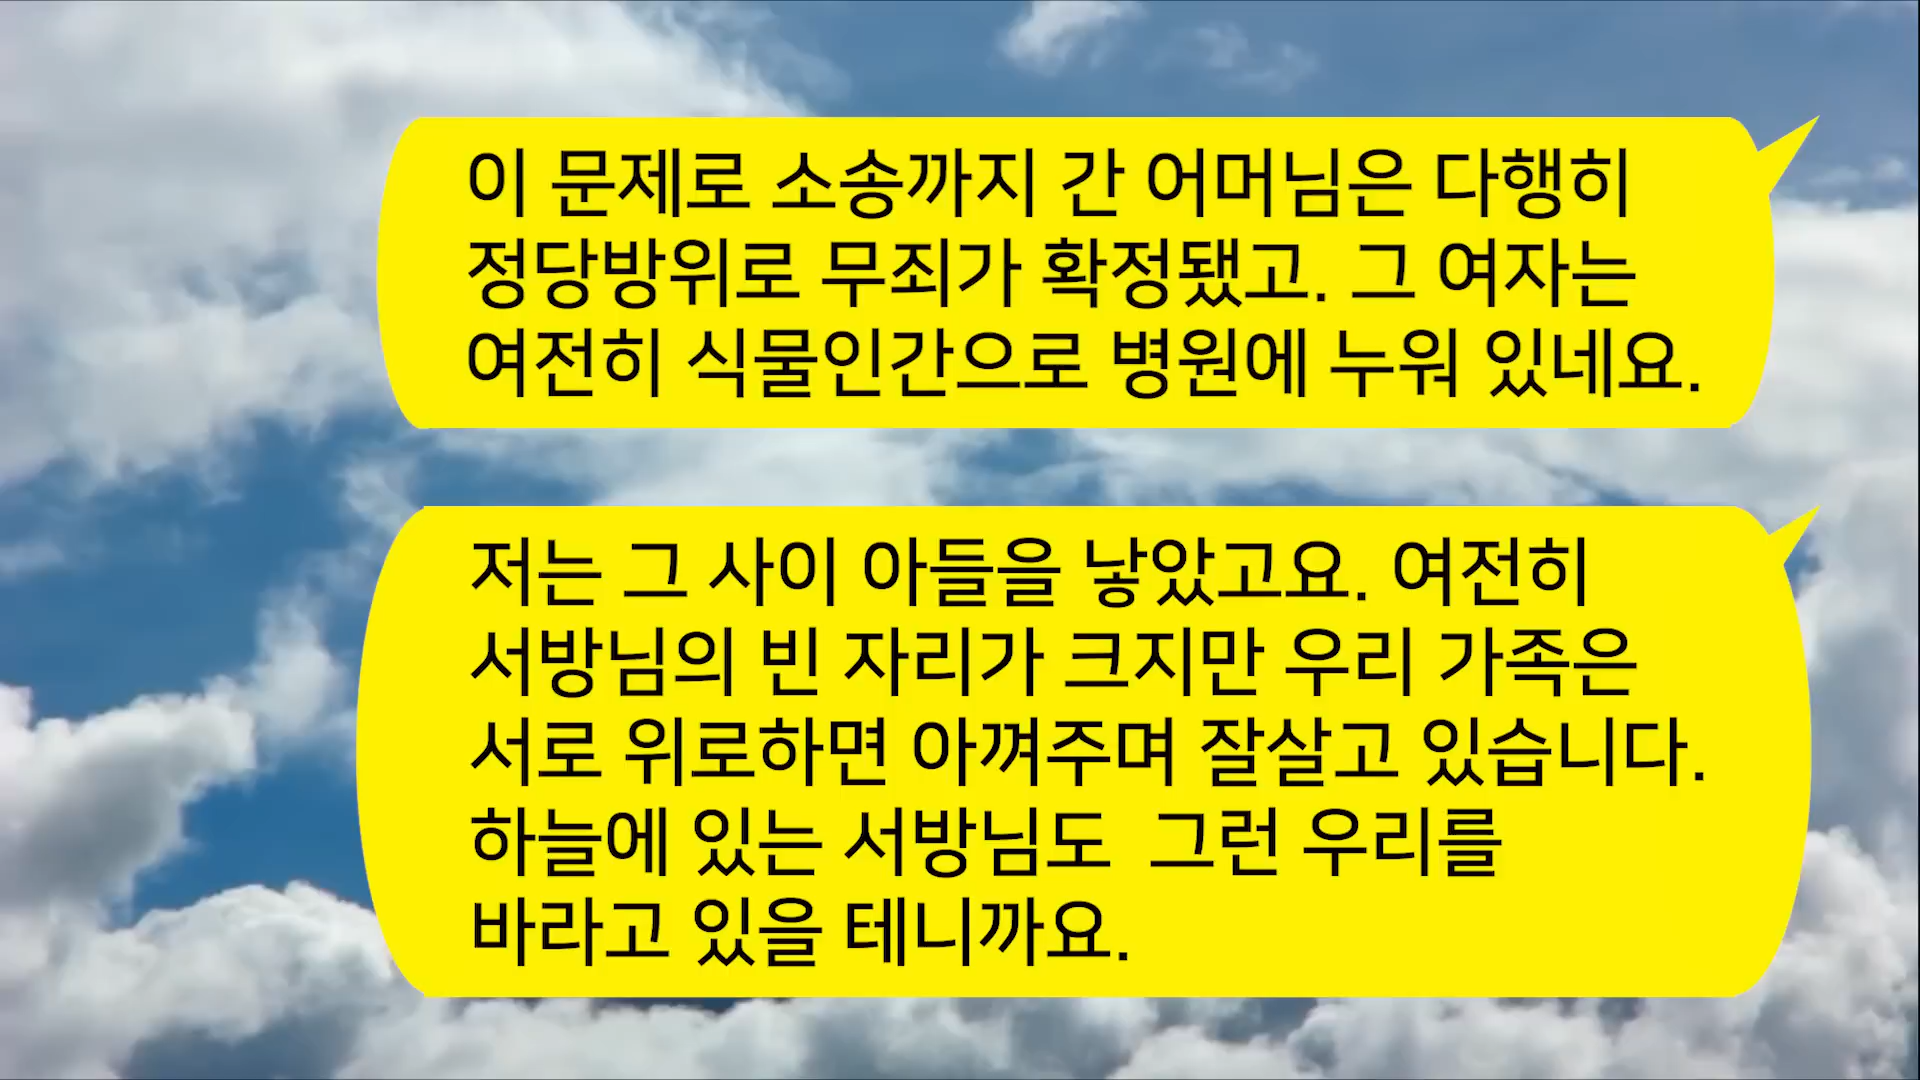 이 문제로 소송까지 간 어머님은 다행히
정당방위로 무죄가 확정됐고. 그 여자는
여전히 식물인간으로 병원에 누워 있네요.
저는 그 사이 아들을 낳았고요. 여전히
서방님의 빈 자리가 크지만 우리 가족은
서로 위로하면 아껴주며 잘살고 있습니다.
하늘에 있는 서방님도 그런 우리를
바라고 있을 테니까요.